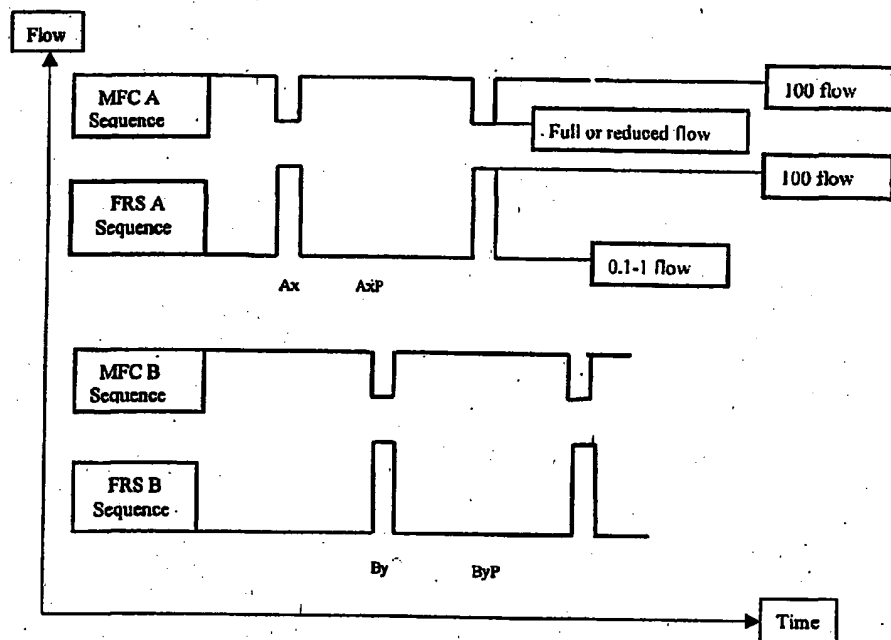 Flow
MFC A
Sequence
100 flow
Full or reduced flow
FRS A
Sequence
100 flow
0.1-1 flow
Ax
AxP
MFC B
Sequence
FRS B
Sequence
By
ByP
Time